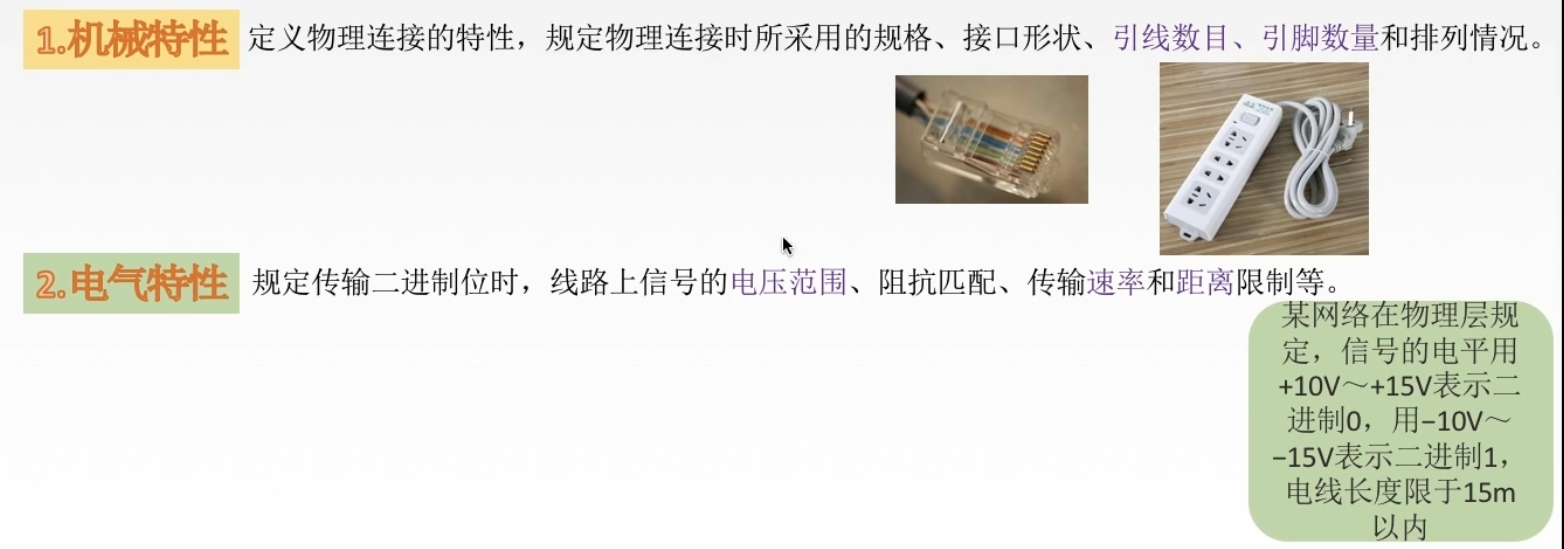 1.机械特性 定义物理连接的特性，规定物理连接时所采用的规格、接口形状、引线数目、引脚数量和排列情况。
2.电气特性 规定传输二进制位时，线路上信号的电压范围、阻抗匹配、传输速率和距离限制等。
某网络在物理层规
定，信号的电平用
+10V～+15V表示二
进制0，用–10V～
–15V表示二进制1，
电线长度限于15m
以内